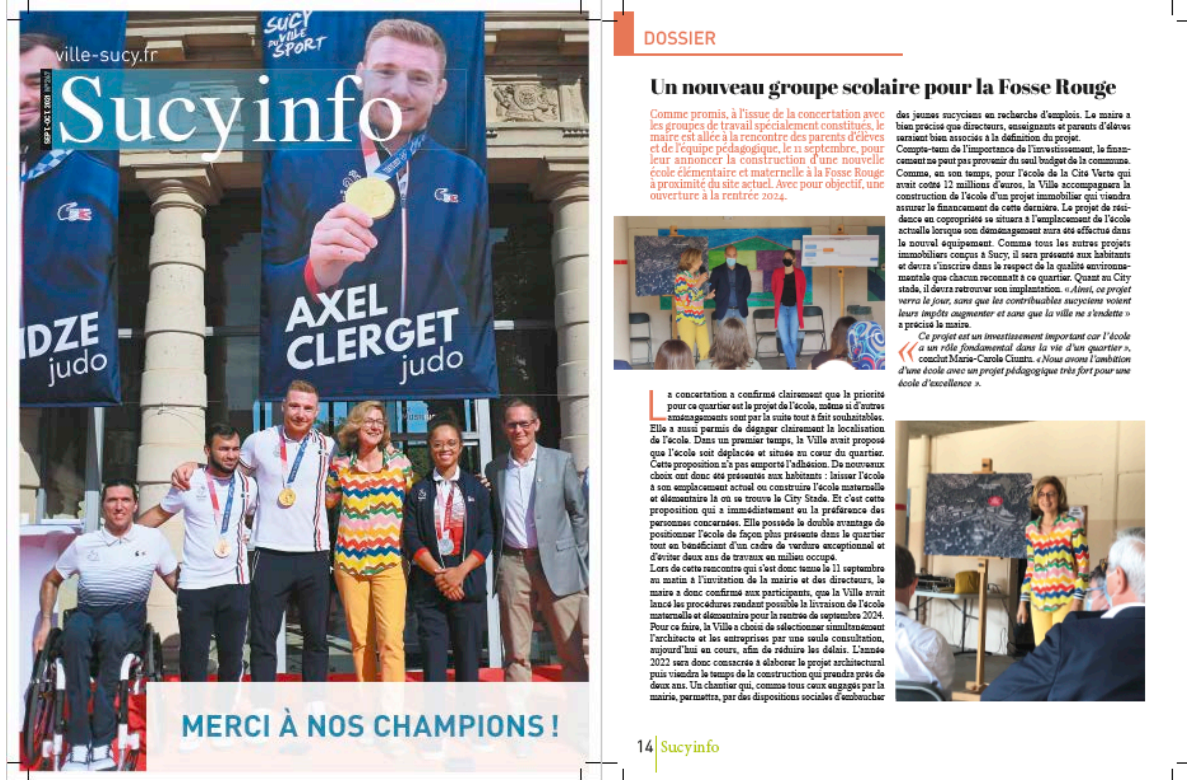 ville-sucy.fr
SUCY
DU VILLE
SPORT
SEPT - OCT. 2021
Sucy info
IDZE
judo
AXEL
CLERGET
judo
MERCI À NOS CHAMPIONS !
DOSSIER
Un nouveau groupe scolaire pour la Fosse Rouge
Comme promis, à l'issue de la concertation avec
les groupes de travail spécialement constitués, le
maire est allée à la rencontre des parents d'élèves
et de l'équipe pédagogique, le 11 septembre, pour
leur annoncer la construction d'une nouvelle
école élémentaire et maternelle à la Fosse Rouge
à proximité du site actuel. Avec pour objectif, une
ouverture à la rentrée 2024.
La concertation a confirmé clairement que la priorité
pour ce quartier est le projet de l'école, même si d'autres
aménagements sont par la suite tout à fait souhaitables.
Elle a aussi permis de dégager clairement la localisation
de l'école. Dans un premier temps, la Ville avait proposé
que l'école soit déplacée et située au cœur du quartier.
Cette proposition n'a pas emporté l'adhésion. De nouveaux
choix ont donc été présentés aux habitants : laisser l'école
à son emplacement actuel ou construire l'école maternelle
et élémentaire là où se trouve le City Stade. Et c'est cette
proposition qui a immédiatement eu la préférence des
personnes concernées. Elle possède le double avantage de
positionner l'école de façon plus présente dans le quartier
tout en bénéficiant d'un cadre de verdure exceptionnel et
d'éviter deux ans de travaux en milieu occupé.
Lors de cette rencontre qui s'est donc tenue le 11 septembre
au matin à l'invitation de la mairie et des directeurs, le
maire a donc confirmé aux participants, que la Ville avait
lancé les procédures rendant possible la livraison de l'école
maternelle et élémentaire pour la rentrée de septembre 2024.
Pour ce faire, la Ville a choisi de sélectionner simultanément
l'architecte et les entreprises par une seule consultation,
aujourd'hui en cours, afin de réduire les délais. L'année
2022 sera donc consacrée à élaborer le projet architectural
puis viendra le temps de la construction qui prendra près de
deux ans. Un chantier qui, comme tous ceux engagés par la
mairie, permettra, par des dispositions sociales d'embaucher
des jeunes sucyciens en recherche d'emplois. Le maire a
bien précisé que directeurs, enseignants et parents d'élèves
seraient bien associés à la définition du projet.
Compte-tenu de l'importance de l'investissement, le finan-
cement ne peut pas provenir du seul budget de la commune.
Comme, en son temps, pour l'école de la Cité Verte qui
avait coûté 12 millions d'euros, la Ville accompagnera la
construction de l'école d'un projet immobilier qui viendra
assurer le financement de cette dernière. Le projet de rési-
dence en copropriété se situera à l'emplacement de l'école
actuelle lorsque son déménagement aura été effectué dans
le nouvel équipement. Comme tous les autres projets
immobiliers conçus à Sucy, il sera présenté aux habitants
et devra s'inscrire dans le respect de la qualité environne-
mentale que chacun reconnaît à ce quartier. Quant au City
stade, il devra retrouver son implantation. « Ainsi, ce projet
verra le jour, sans que les contribuables sucyciens voient
leurs impôts augmenter et sans que la ville ne s'endette »
a précisé le maire.
« Ce projet est un investissement important car l'école
a un rôle fondamental dans la vie d'un quartier »,
conclut Marie-Carole Ciuntu. « Nous avons l'ambition
d'une école avec un projet pédagogique très fort pour une
école d'excellence ».
14 Sucy info